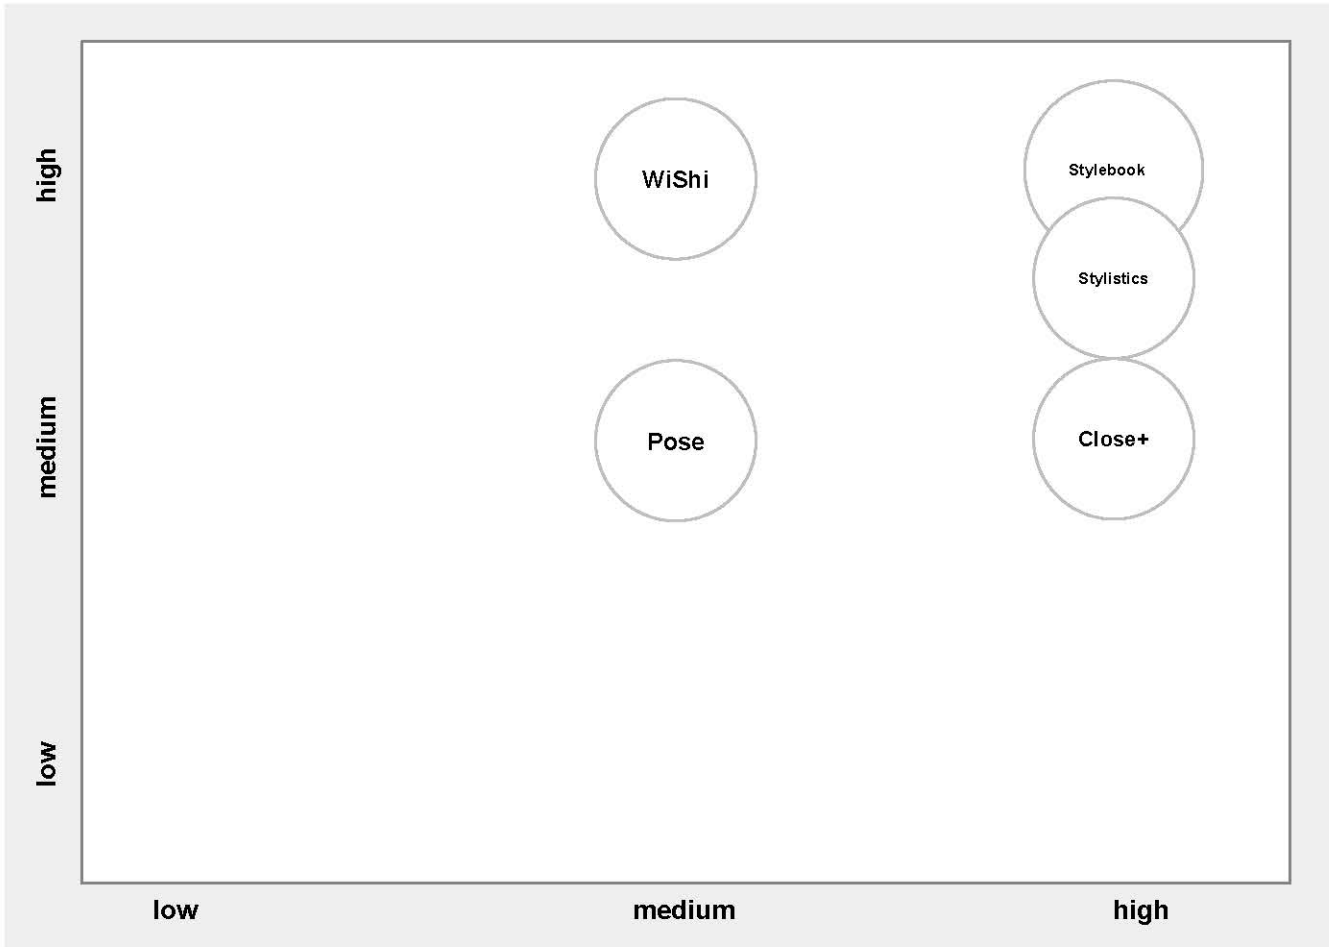 high
WiShi
Stylebook
Stylistics
medium
Pose
Close+
low
low
medium
high